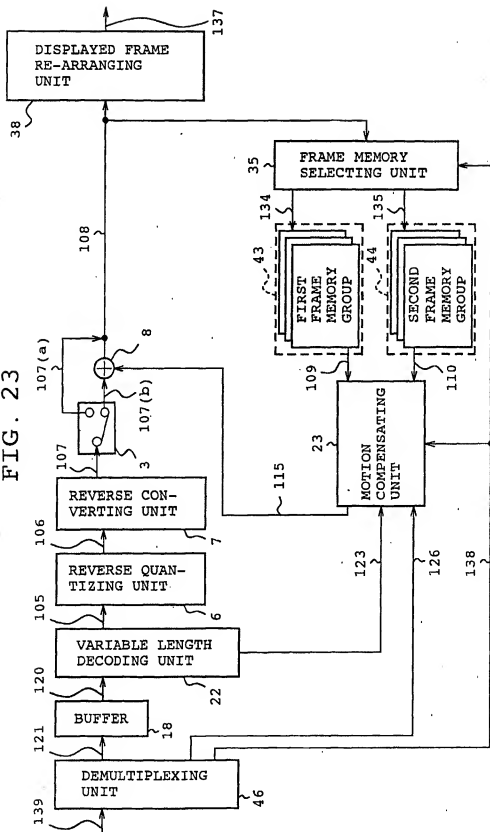 FIG. 23
139
DEMULTIPLEXING
UNIT
46
121
BUFFER
18
120
VARIABLE LENGTH
DECODING UNIT
22
105
REVERSE QUAN-
TIZING UNIT
6
106
REVERSE CON-
VERTING UNIT
7
107
3
107(a)
107(b)
8
108
DISPLAYED FRAME
RE-ARRANGING
UNIT
38
137
115
123
126
138
MOTION
COMPENSATING
UNIT
23
109
110
FIRST
FRAME
MEMORY
GROUP
43
SECOND
FRAME
MEMORY
GROUP
44
134
135
FRAME MEMORY
SELECTING UNIT
35